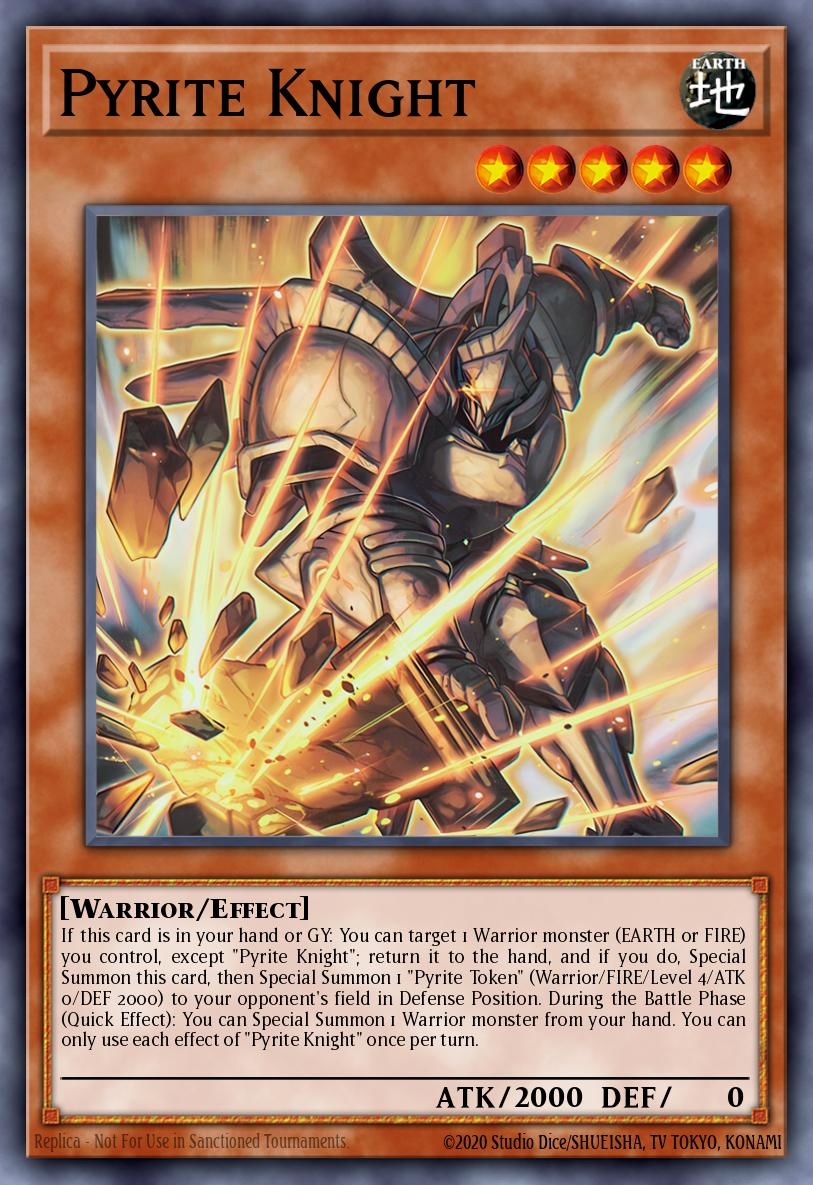 Pyrite Knight
EARTH
地
[Warrior/Effect]
If this card is in your hand or GY: You can target 1 Warrior monster (EARTH or FIRE)
you control, except "Pyrite Knight"; return it to the hand, and if you do, Special
Summon this card, then Special Summon 1 "Pyrite Token" (Warrior/FIRE/Level 4/ATK
0/DEF 2000) to your opponent's field in Defense Position. During the Battle Phase
(Quick Effect): You can Special Summon 1 Warrior monster from your hand. You can
only use each effect of "Pyrite Knight" once per turn.
ATK/2000 DEF/ 0
Replica - Not For Use in Sanctioned Tournaments.
©2020 Studio Dice/SHUEISHA, TV TOKYO, KONAMI